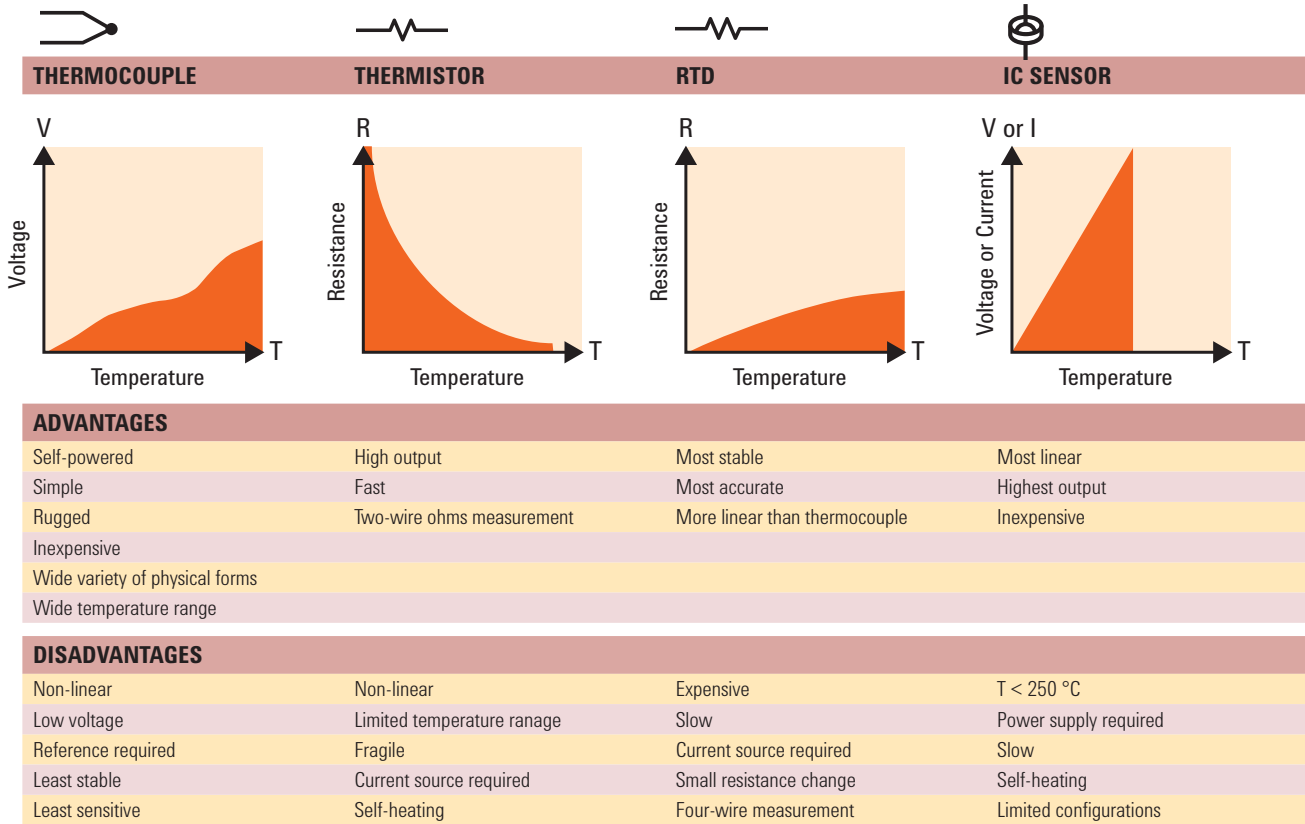 THERMOCOUPLE THERMISTOR RTD IC SENSOR
V R R V or I
Voltage Resistance Resistance Voltage or Current
T T T T
Temperature Temperature Temperature Temperature
ADVANTAGES
Self-powered High output Most stable Most linear
Simple Fast Most accurate Highest output
Rugged Two-wire ohms measurement More linear than thermocouple Inexpensive
Inexpensive
Wide variety of physical forms
Wide temperature range
DISADVANTAGES
Non-linear Non-linear Expensive T < 250 °C
Low voltage Limited temperature ranage Slow Power supply required
Reference required Fragile Current source required Slow
Least stable Current source required Small resistance change Self-heating
Least sensitive Self-heating Four-wire measurement Limited configurations